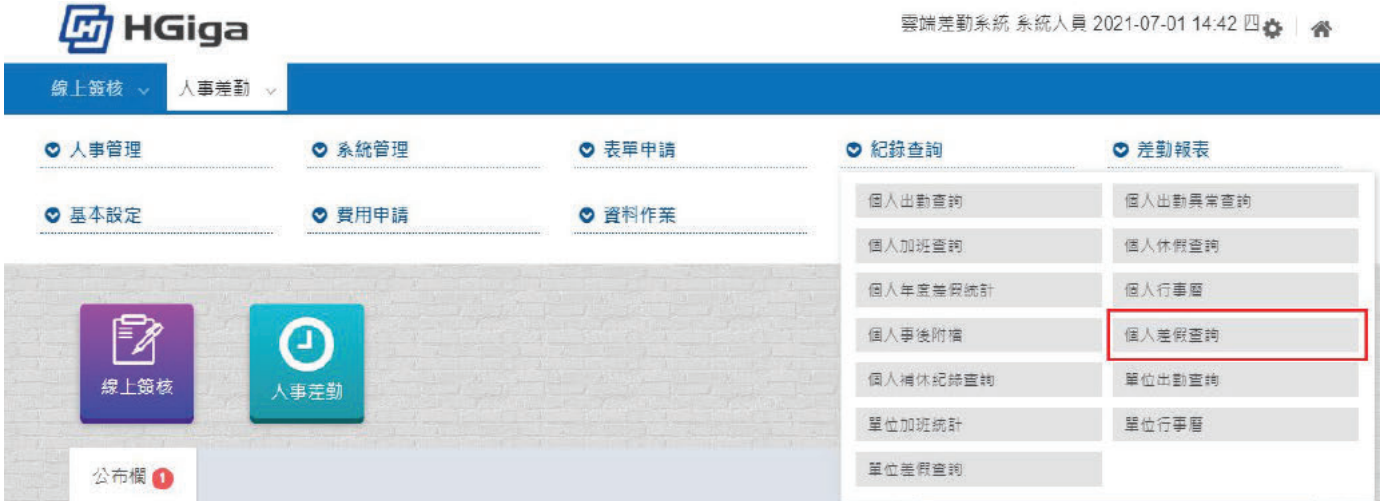 HGiga
雲端差勤系統 系統人員 2021-07-01 14:42 四
線上簽核 人事差勤
人事管理 系統管理 表單申請 紀錄查詢 差勤報表
基本設定 費用申請 資料作業
個人出勤查詢 個人出勤異常查詢
個人加班查詢 個人休假查詢
個人年度差假統計 個人行事曆
個人事後附檔 個人差假查詢
個人補休紀錄查詢 單位出勤查詢
單位加班統計 單位行事曆
單位差假查詢
線上簽核 人事差勤
公布欄 1